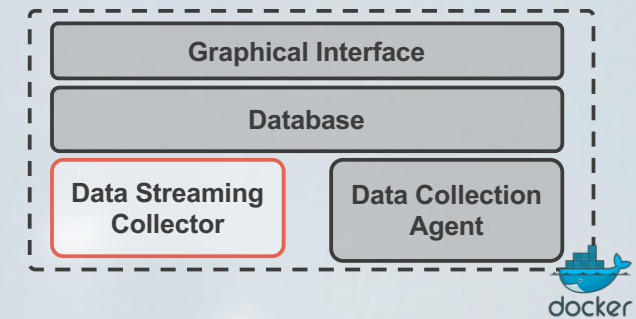 Graphical Interface
Database
Data Streaming
Collector
Data Collection
Agent
docker